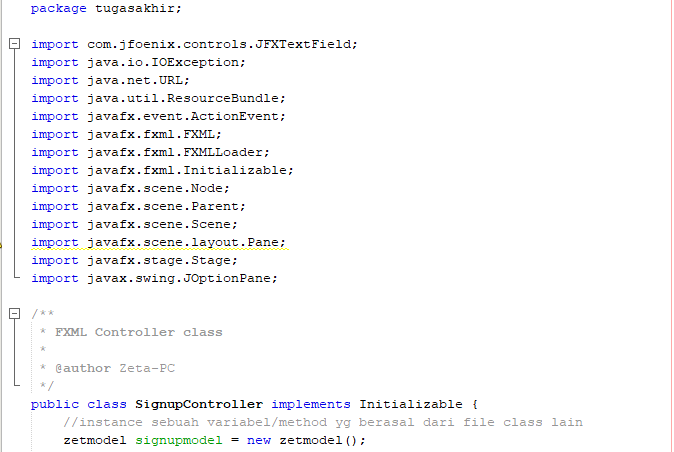 package tugasakhir;
import com.jfoenix.controls.JFXTextField;
import java.io.IOException;
import java.net.URL;
import java.util.ResourceBundle;
import javafx.event.ActionEvent;
import javafx.fxml.FXML;
import javafx.fxml.FXMLLoader;
import javafx.fxml.Initializable;
import javafx.scene.Node;
import javafx.scene.Parent;
import javafx.scene.Scene;
import javafx.scene.layout.Pane;
import javafx.stage.Stage;
import javax.swing.JOptionPane;
/**
 * FXML Controller class
 *
 * @author Zeta-PC
 */
public class SignupController implements Initializable {
    //instance sebuah variabel/method yg berasal dari file class lain
    zetmodel signupmodel = new zetmodel();